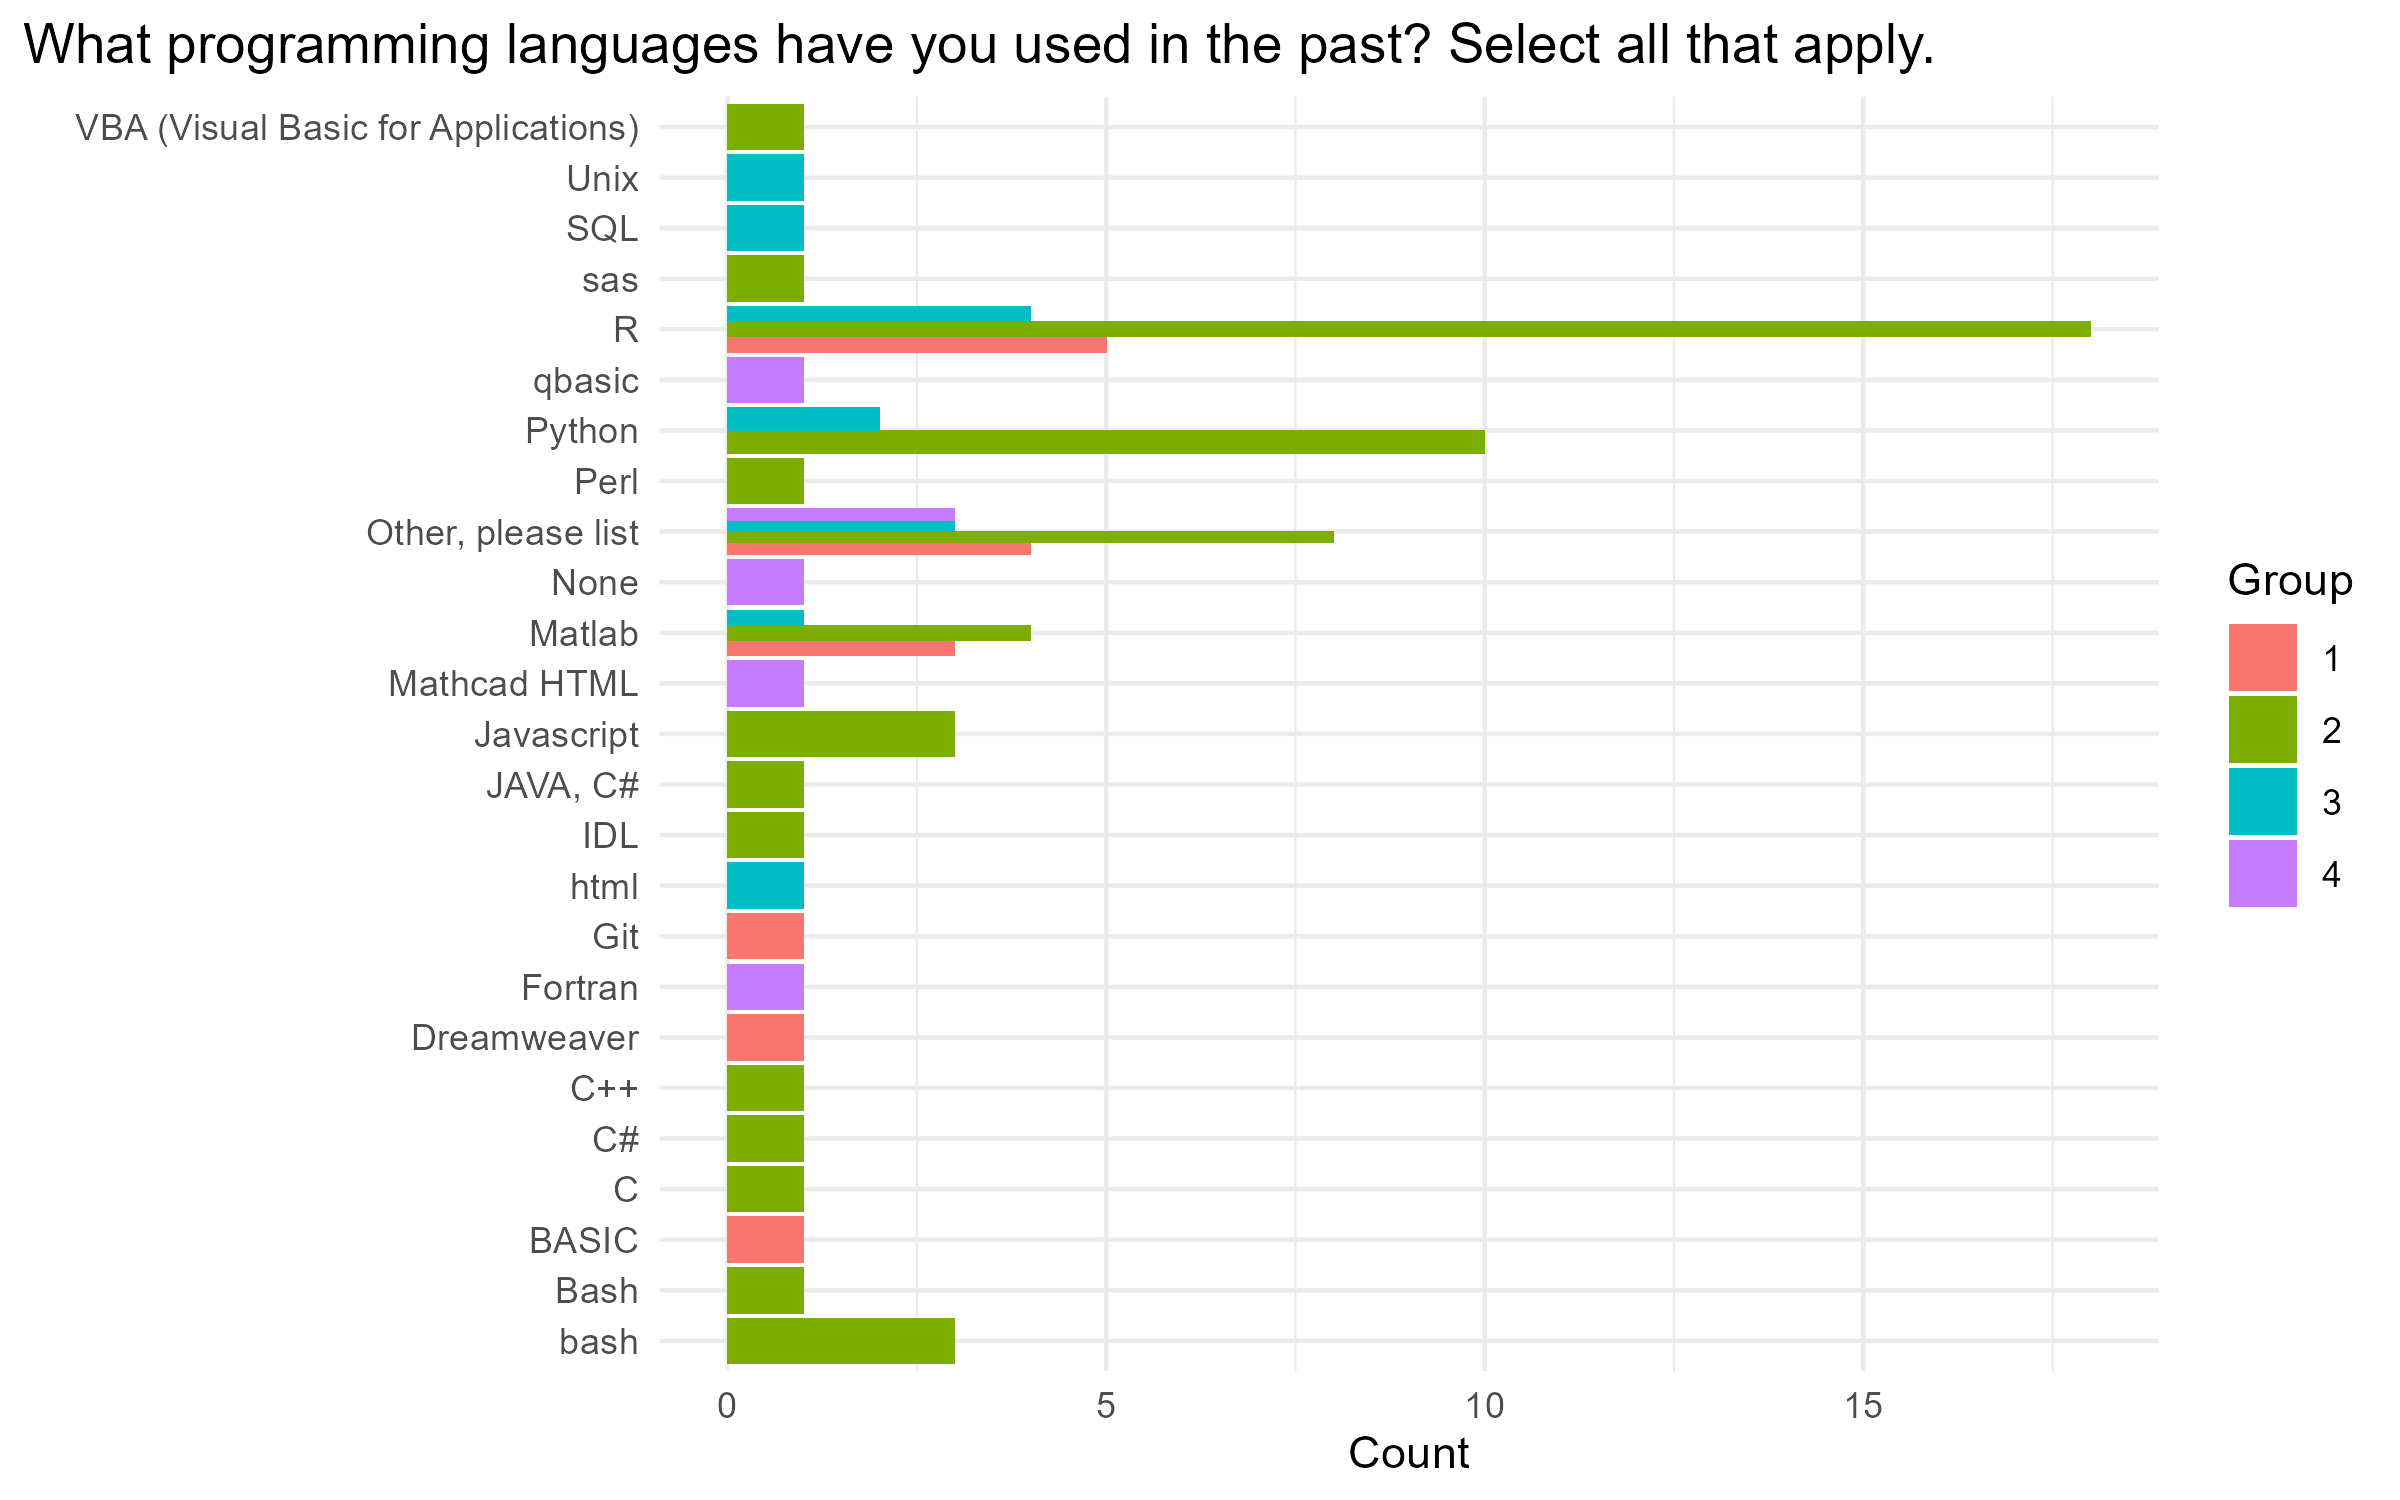 What programming languages have you used in the past? Select all that apply.
VBA (Visual Basic for Applications)
Unix
SQL
sas
R
qbasic
Python
Perl
Other, please list
None
Matlab
Mathcad HTML
Javascript
JAVA, C#
IDL
html
Git
Fortran
Dreamweaver
C++
C#
C
BASIC
Bash
bash
0 5 10 15
Count
Group
1
2
3
4